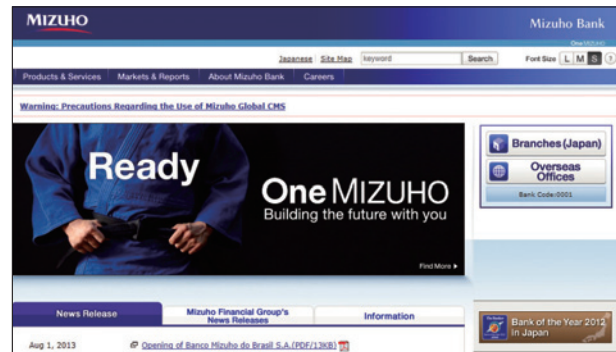 MIZUHO
Mizuho Bank
One MIZUHO
Japanese Site Map keyword Search Font Size L M S ?
Products & Services Markets & Reports About Mizuho Bank Careers
Warning: Precautions Regarding the Use of Mizuho Global CMS
Ready
One MIZUHO
Building the future with you
Find More
Branches (Japan)
Overseas
Offices
Bank Code:0001
News Release
Mizuho Financial Group's
News Releases
Information
Bank of the Year 2012
in Japan
Aug 1, 2013 Opening of Banco Mizuho do Brasil S.A.(PDF/13KB)